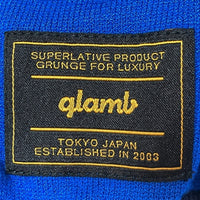 SUPERLATIVE PRODUCT
GRUNGE FOR LUXURY
glamb
TOKYO JAPAN
ESTABLISHED IN 2003